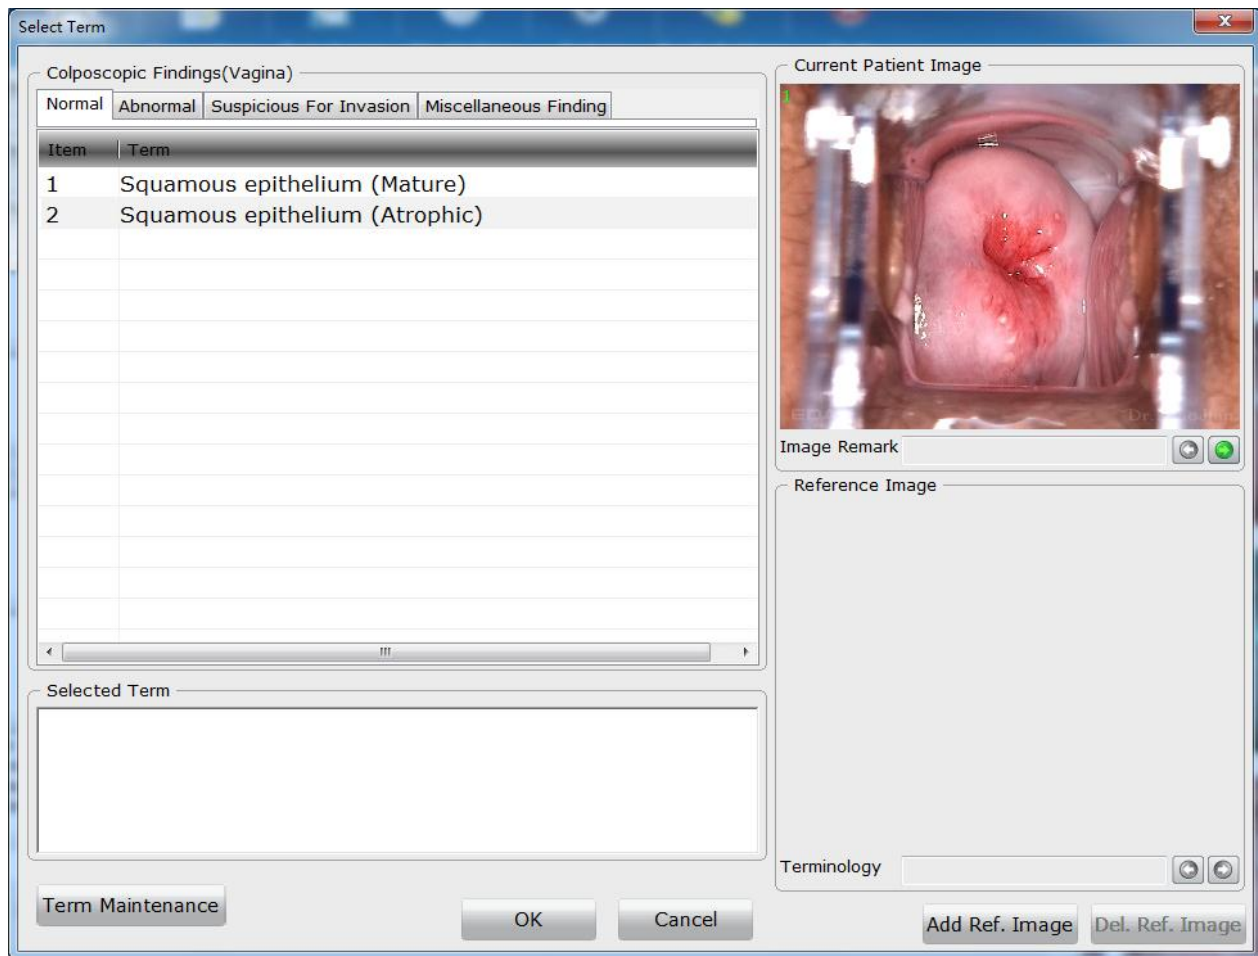 Select Term
Colposcopic Findings(Vagina)
Normal Abnormal Suspicious For Invasion Miscellaneous Finding
Item Term
1 Squamous epithelium (Mature)
2 Squamous epithelium (Atrophic)
Selected Term
Term Maintenance
OK Cancel
Current Patient Image
1
Image Remark
Reference Image
Terminology
Add Ref. Image Del. Ref. Image